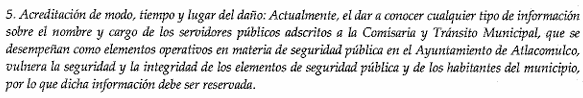 5. Acreditación de modo, tiempo y lugar del daño: Actualmente, el dar a conocer cualquier tipo de información
sobre el nombre y cargo de los servidores públicos adscritos a la Comisaria y Tránsito Municipal, que se
desempeñan como elementos operativos en materia de seguridad pública en el Ayuntamiento de Atlacomulco,
vulnera la seguridad y la integridad de los elementos de seguridad pública y de los habitantes del municipio,
por lo que dicha información debe ser reservada.